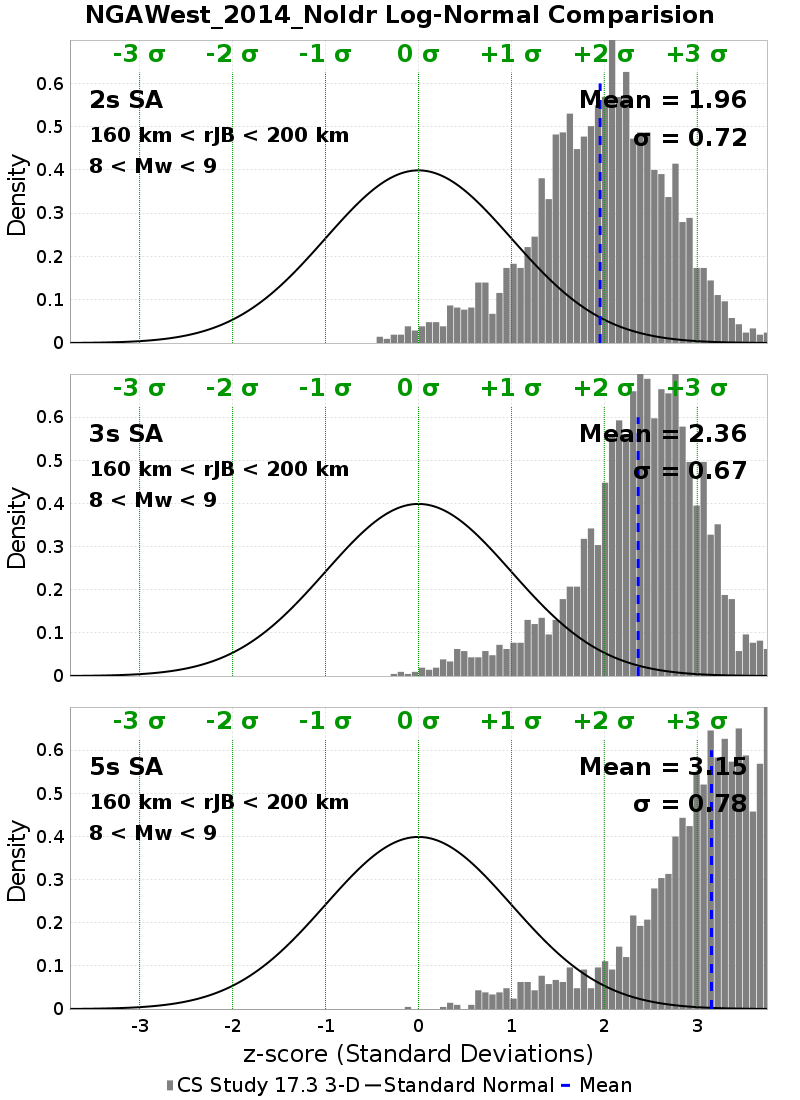 NGAWest_2014_NoIdr Log-Normal Comparision
-3 σ -2 σ -1 σ 0 σ +1 σ +2 σ +3 σ
2s SA Mean = 1.96
160 km < rJB < 200 km σ = 0.72
8 < Mw < 9
0.6
0.5
0.4
0.3
0.2
0.1
0
Density
-3 σ -2 σ -1 σ 0 σ +1 σ +2 σ +3 σ
3s SA Mean = 2.36
160 km < rJB < 200 km σ = 0.67
8 < Mw < 9
0.6
0.5
0.4
0.3
0.2
0.1
0
Density
-3 σ -2 σ -1 σ 0 σ +1 σ +2 σ +3 σ
5s SA Mean = 3.15
160 km < rJB < 200 km σ = 0.78
8 < Mw < 9
0.6
0.5
0.4
0.3
0.2
0.1
0
Density
-3 -2 -1 0 1 2 3
z-score (Standard Deviations)
CS Study 17.3 3-D Standard Normal Mean